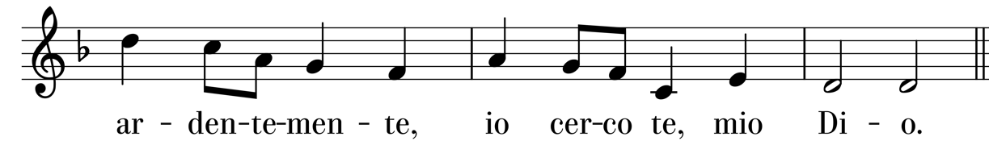 ar - den-te-men - te, io cer-co te, mio Di - o.